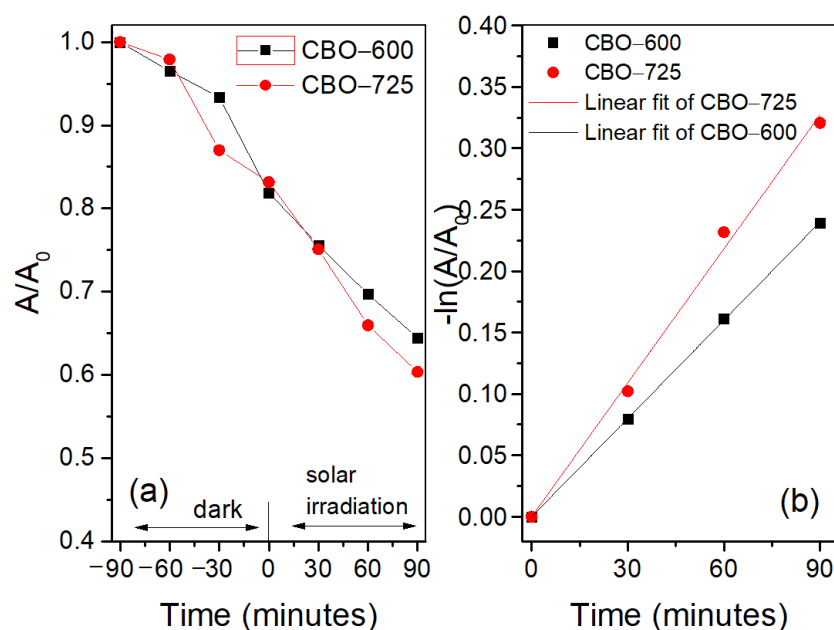 1.0
0.9
0.8
0.7
0.6
0.5
0.4
A/A0
CBO–600
CBO–725
(a)
dark
solar
irradiation
−90 −60 −30 0 30 60 90
Time (minutes)
0.40
0.35
0.30
0.25
0.20
0.15
0.10
0.05
0.00
-ln(A/A0)
CBO–600
CBO–725
Linear fit of CBO–725
Linear fit of CBO–600
(b)
0 30 60 90
Time (minutes)